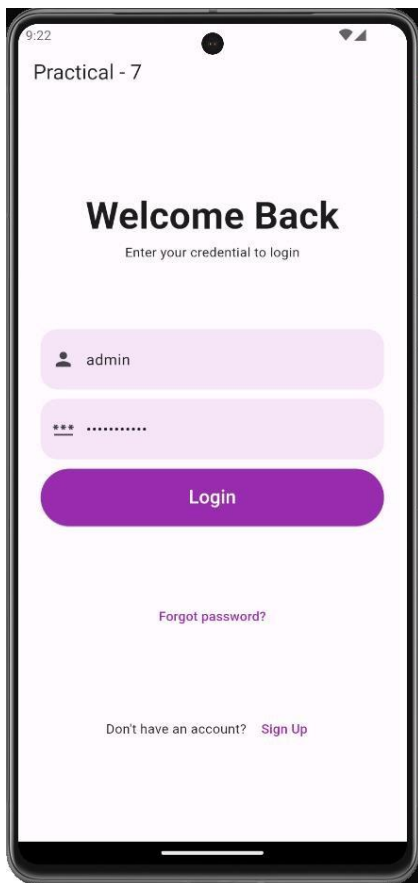 9:22
Practical - 7
Welcome Back
Enter your credential to login
admin
•••••••••••
Login
Forgot password?
Don't have an account? Sign Up